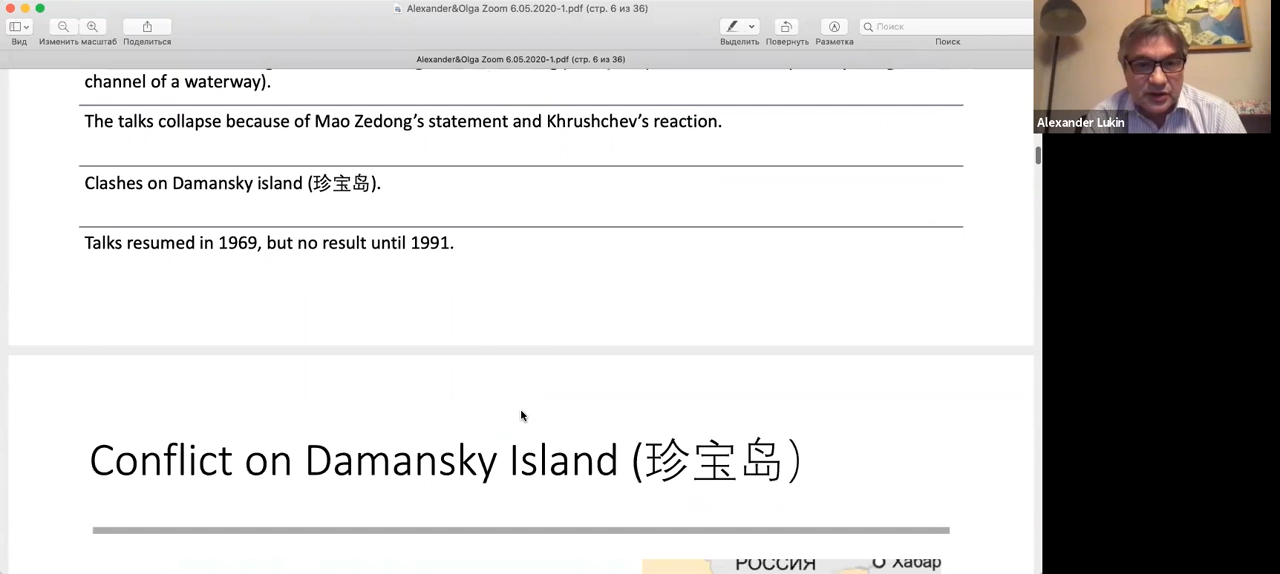 Alexander&Olga Zoom 6.05.2020-1.pdf (стр. 6 из 36)
Вид Изменить масштаб Поделиться Выделить Повернуть Разметка Поиск
Поиск
Alexander&Olga Zoom 6.05.2020-1.pdf (стр. 6 из 36)
channel of a waterway).
The talks collapse because of Mao Zedong’s statement and Khrushchev’s reaction.
Clashes on Damansky island (珍宝岛).
Talks resumed in 1969, but no result until 1991.
Conflict on Damansky Island (珍宝岛）
РОССИЯ
Хабар
Alexander Lukin